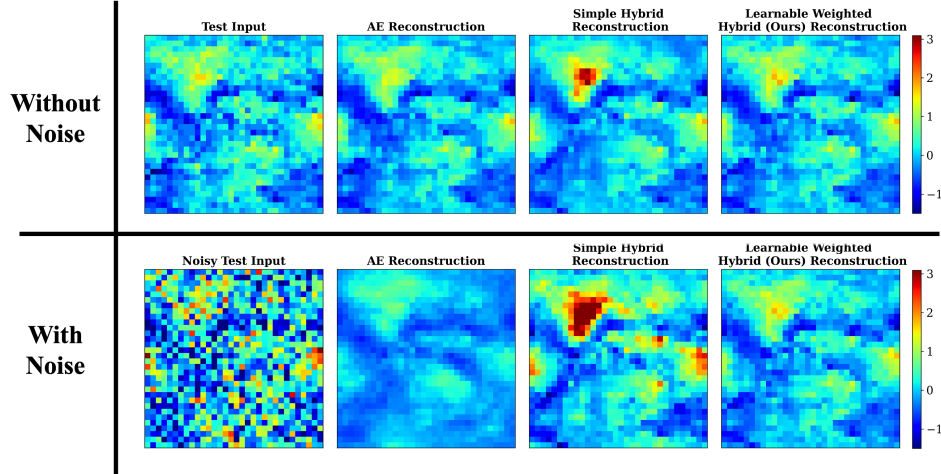 Without
Noise
Test Input
AE Reconstruction
Simple Hybrid
Reconstruction
Learnable Weighted
Hybrid (Ours) Reconstruction
3
2
1
0
−1
With
Noise
Noisy Test Input
AE Reconstruction
Simple Hybrid
Reconstruction
Learnable Weighted
Hybrid (Ours) Reconstruction
3
2
1
0
−1